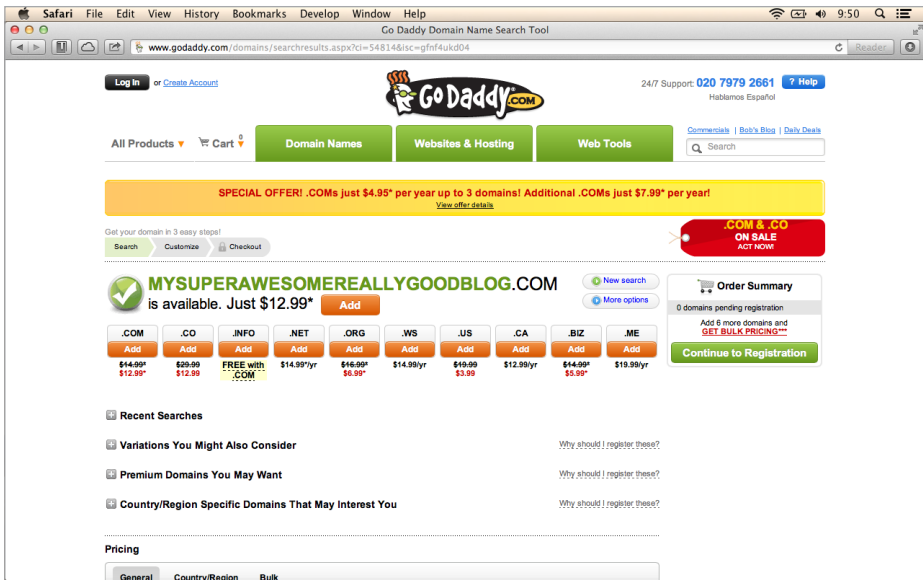 Safari File Edit View History Bookmarks Develop Window Help 9:50
Go Daddy Domain Name Search Tool
www.godaddy.com/domains/searchresults.aspx?ci=54814&isc=gfnf4ukd04 Reader
Log In or Create Account
Go Daddy.COM
24/7 Support: 020 7979 2661 ? Help
Hablamos Español
Commercials | Bob's Blog | Daily Deals
All Products Cart 0 Domain Names Websites & Hosting Web Tools Search
SPECIAL OFFER! .COMs just $4.95* per year up to 3 domains! Additional .COMs just $7.99* per year!
View offer details
Get your domain in 3 easy steps!
Search Customize Checkout
.COM & .CO
ON SALE
ACT NOW!
MYSUPERAWESOMEREALLYGOODBLOG.COM
is available. Just $12.99* Add
New search
More options
Order Summary
0 domains pending registration
Add 6 more domains and
GET BULK PRICING***
Continue to Registration
.COM .CO .INFO .NET .ORG .WS .US .CA .BIZ .ME
Add Add Add Add Add Add Add Add Add Add
$14.99* $29.99 FREE with $14.99*/yr $16.99* $14.99/yr $19.99 $12.99/yr $14.99* $19.99/yr
$12.99* $12.99 .COM $6.99* $3.99 $5.99*
Recent Searches
Variations You Might Also Consider Why should I register these?
Premium Domains You May Want Why should I register these?
Country/Region Specific Domains That May Interest You Why should I register these?
Pricing
General Country/Region Bulk